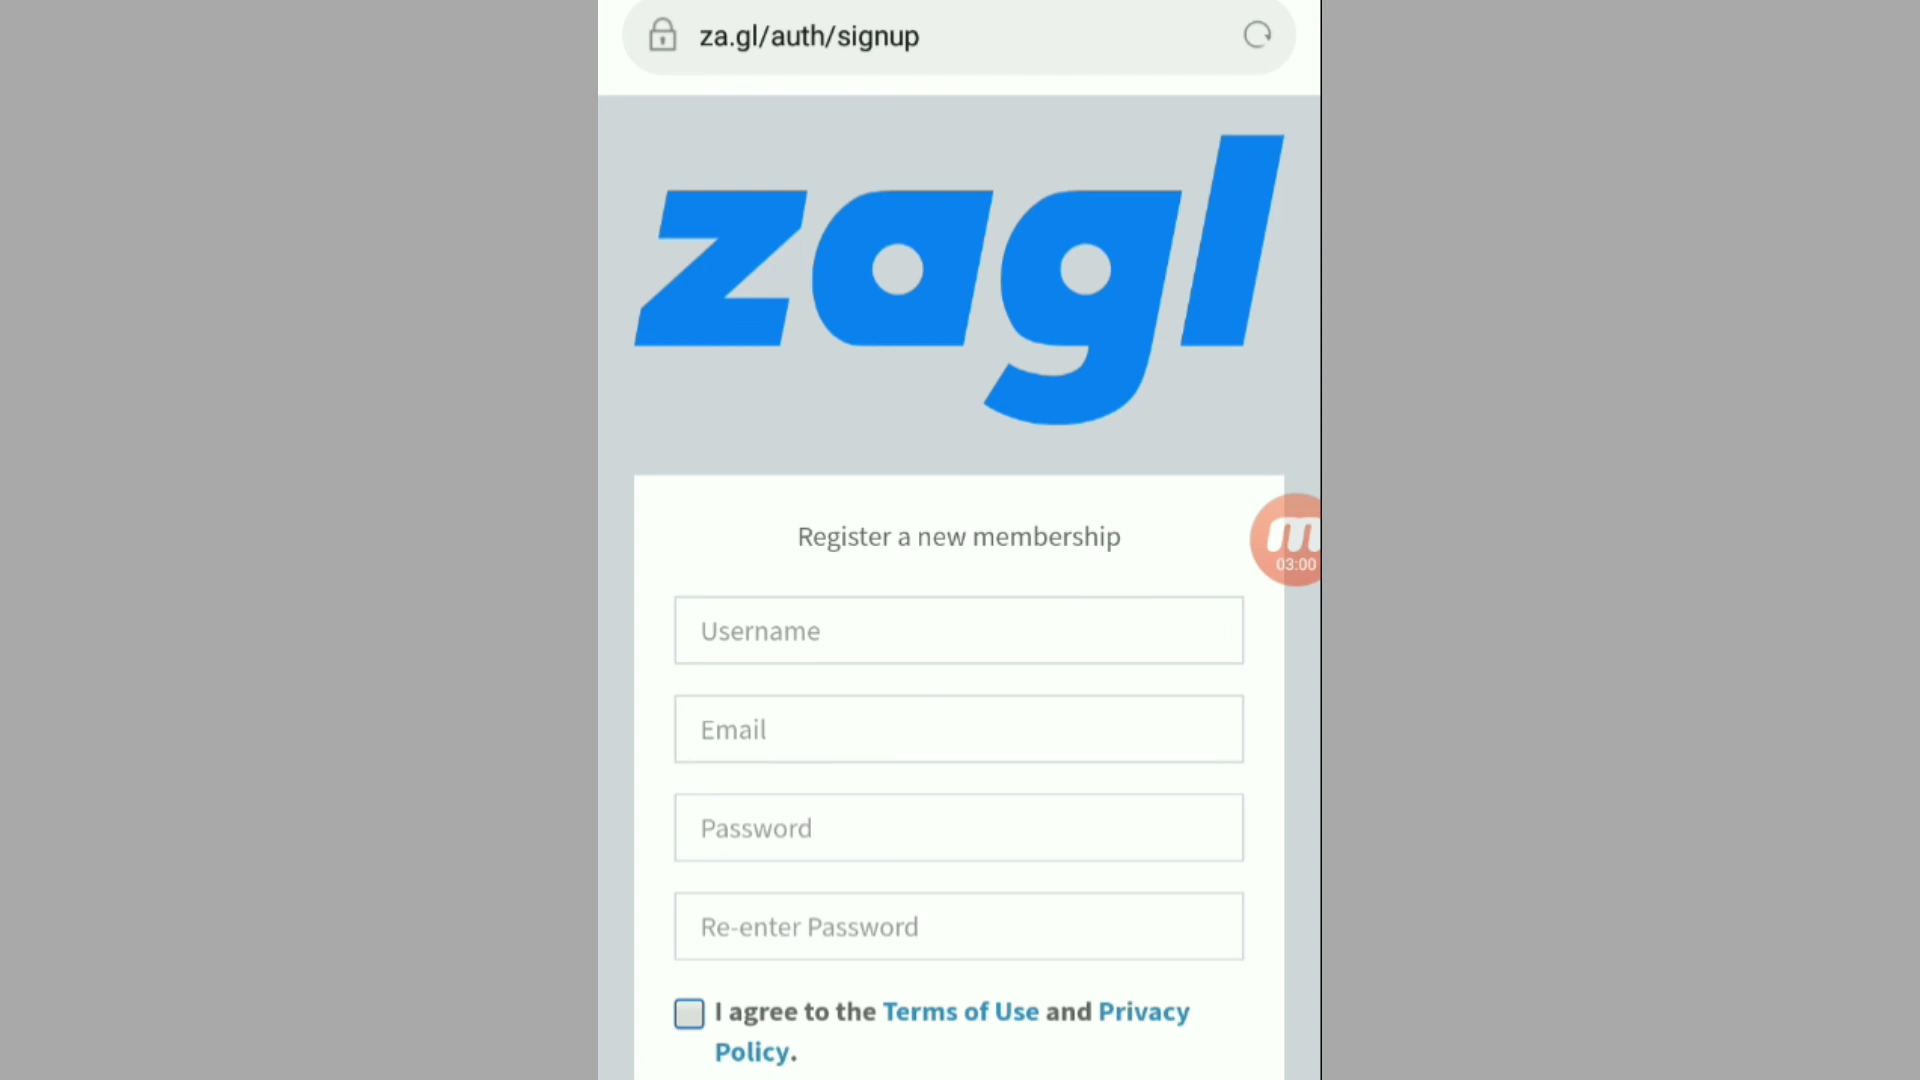 za.gl/auth/signup
zagl
Register a new membership
03:00
Username
Email
Password
Re-enter Password
I agree to the Terms of Use and Privacy
Policy.